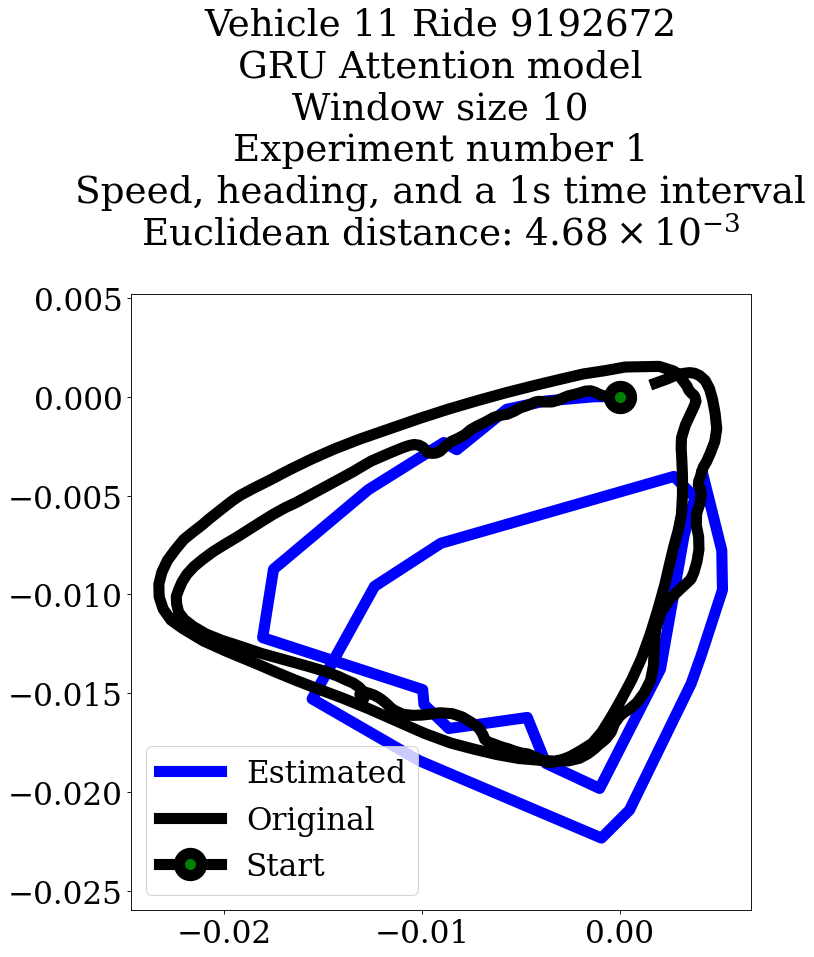 Vehicle 11 Ride 9192672
GRU Attention model
Window size 10
Experiment number 1
Speed, heading, and a 1s time interval
Euclidean distance: 4.68 × 10⁻³
0.005
0.000
−0.005
−0.010
−0.015
−0.020
−0.025
Estimated
Original
Start
−0.02 −0.01 0.00